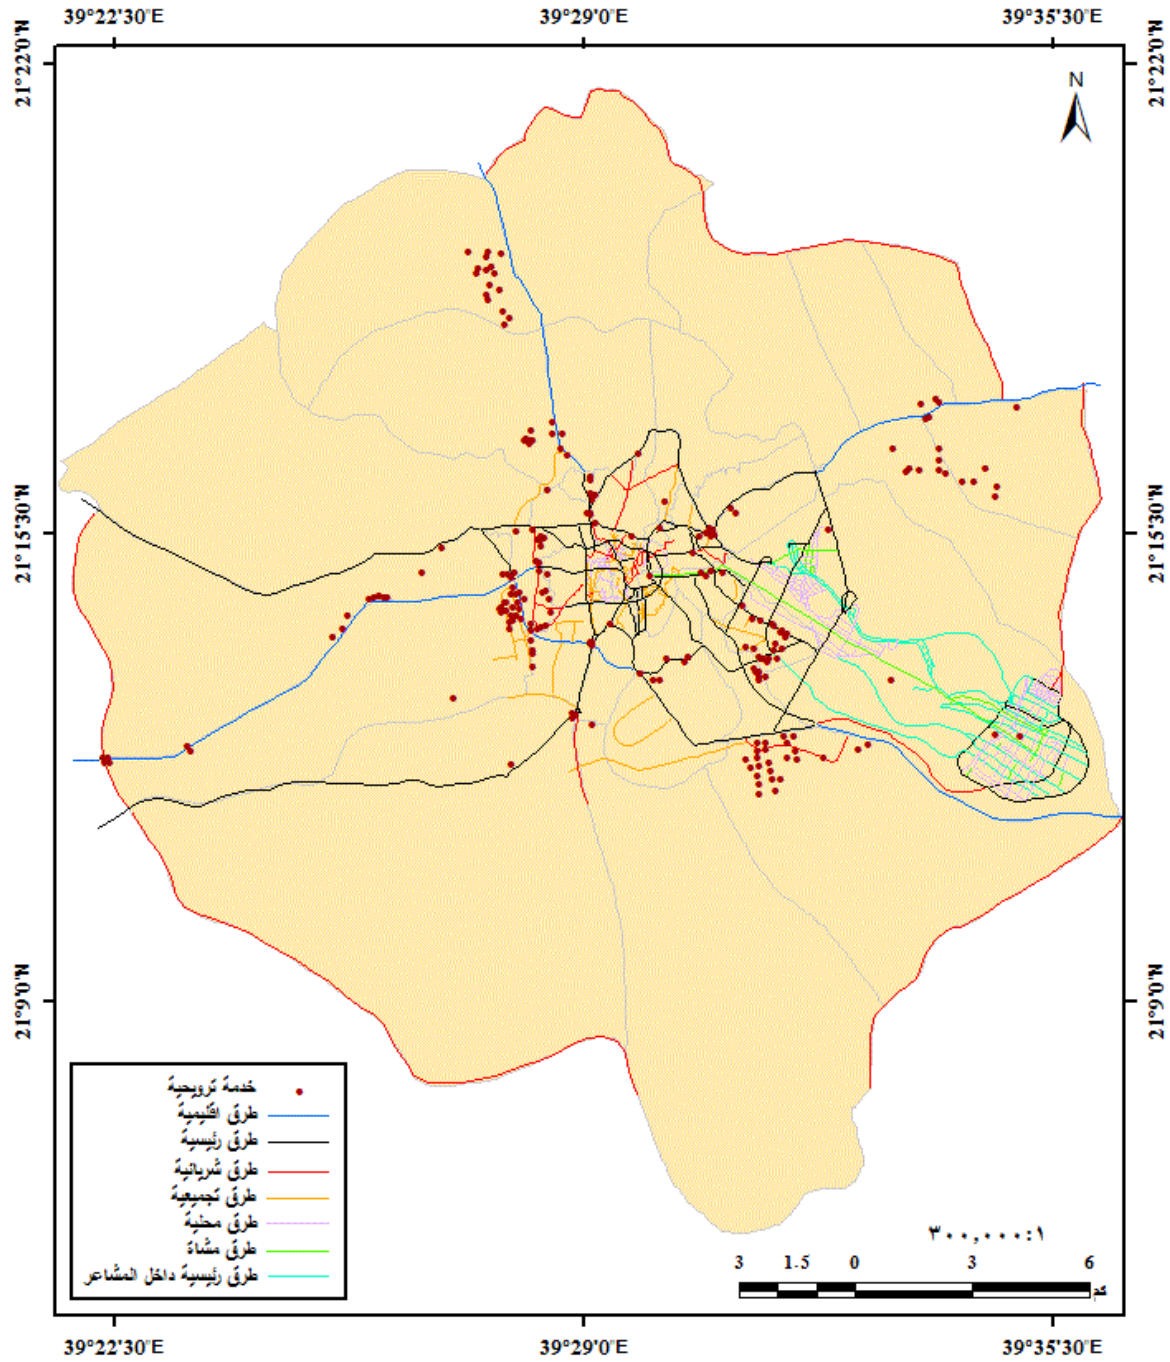 39°22'30"E 39°29'0"E 39°35'30"E
21°22'0"N 21°22'0"N
N
21°15'30"N 21°15'30"N
21°9'0"N 21°9'0"N
خدمة ترويحية
طرق اقليمية
طرق رئيسية
طرق شريانية
طرق تجميعية
طرق محلية
طرق مشاة
طرق رئيسية داخل المشاعر
٣٠٠,٠٠٠:١
3 1.5 0 3 6
كم
39°22'30"E 39°29'0"E 39°35'30"E